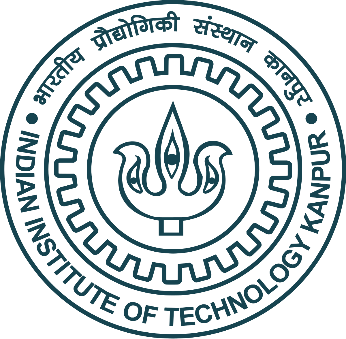 भारतीय प्रौद्योगिकी संस्थान कानपुर
INDIAN INSTITUTE OF TECHNOLOGY KANPUR